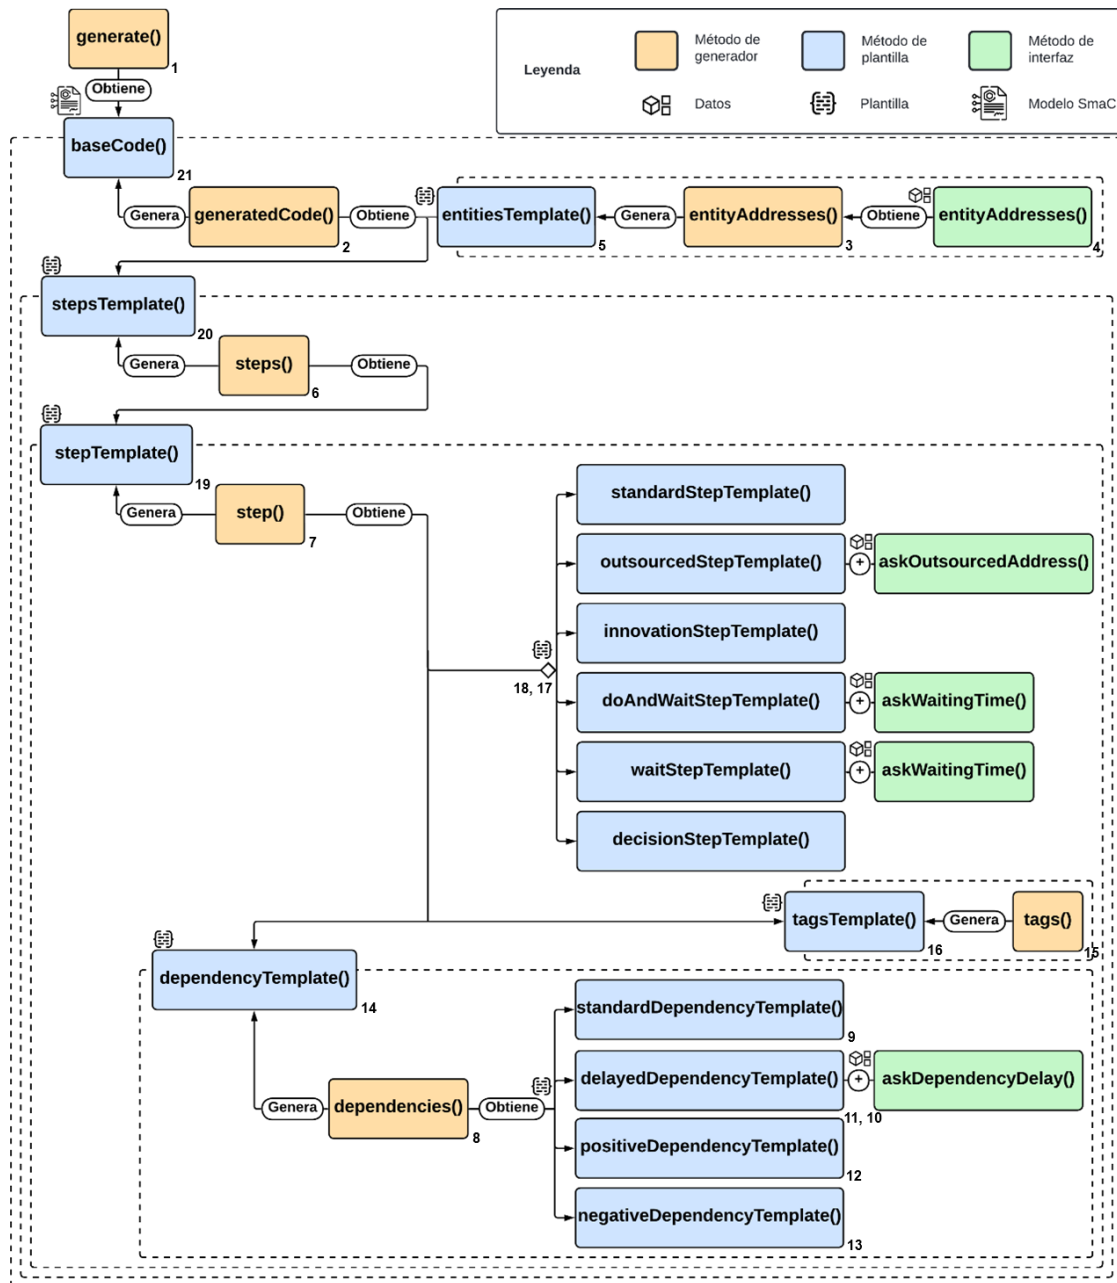 generate()
1
Obtiene
Leyenda
Método de
generador
Método de
plantilla
Método de
interfaz
Datos
Plantilla
Modelo SmaC
baseCode()
21
Genera
generatedCode()
2
Obtiene
entitiesTemplate()
5
Genera
entityAddresses()
3
Obtiene
entityAddresses()
4
stepsTemplate()
20
Genera
steps()
6
Obtiene
stepTemplate()
19
Genera
step()
7
Obtiene
18, 17
standardStepTemplate()
outsourcedStepTemplate()
+
askOutsourcedAddress()
innovationStepTemplate()
doAndWaitStepTemplate()
+
askWaitingTime()
waitStepTemplate()
+
askWaitingTime()
decisionStepTemplate()
tagsTemplate()
16
Genera
tags()
15
dependencyTemplate()
14
Genera
dependencies()
8
Obtiene
standardDependencyTemplate()
9
delayedDependencyTemplate()
11, 10
+
askDependencyDelay()
positiveDependencyTemplate()
12
negativeDependencyTemplate()
13